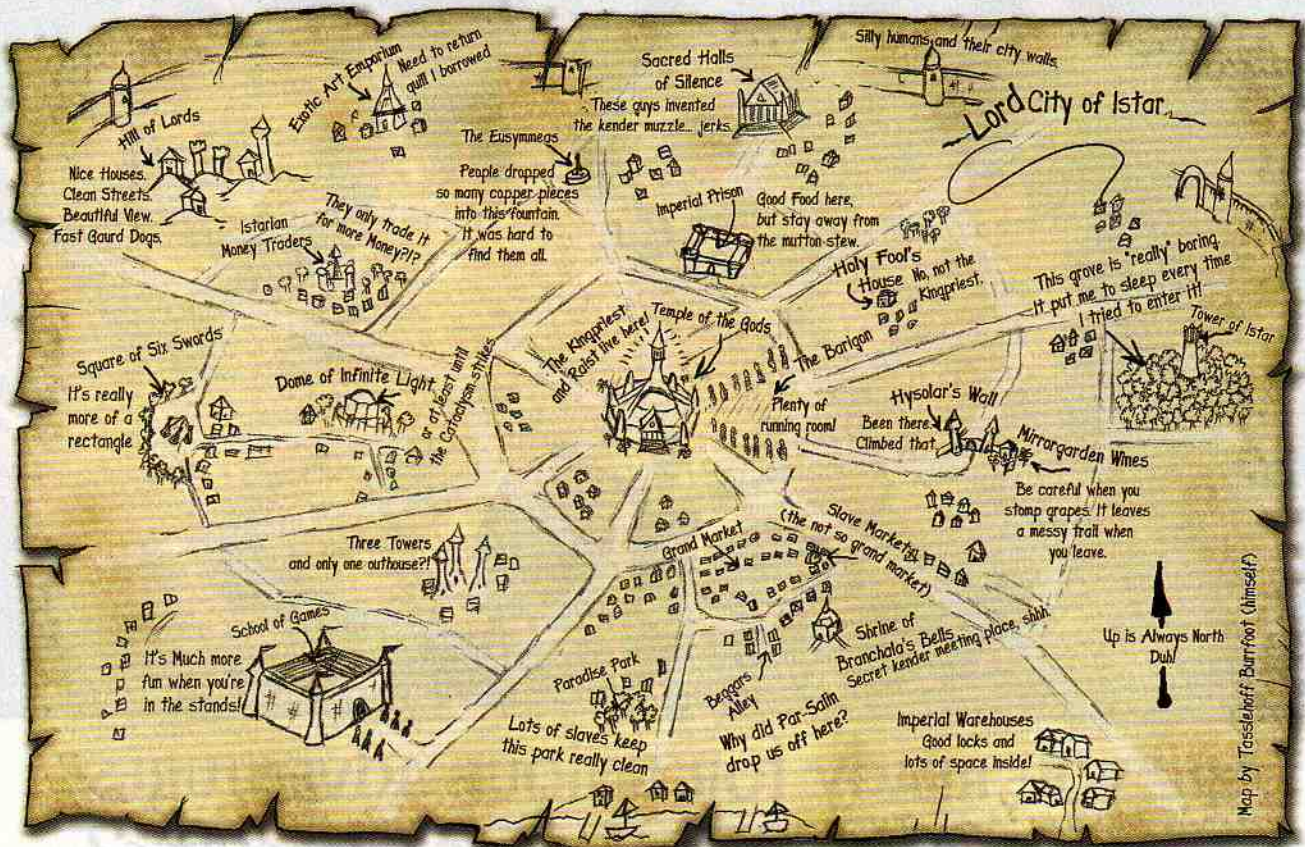 Silly humans and their city walls.
Lord City of Istar
Exotic Art Emporium
Need to return
quill I borrowed
Sacred Halls
of Silence
These guys invented
the kender muzzle... jerks.
Hill of Lords
Nice Houses.
Clean Streets.
Beautiful View.
Fast Gaurd Dogs.
The Eusymmeas
People dropped
so many copper pieces
into this fountain.
It was hard to
find them all.
Istarian
Money Traders
They only trade it
for more Money?!?
Imperial Prison
Good Food here,
but stay away from
the mutton stew.
Holy Fool's
House
No, not the
Kingpriest.
This grove is "really" boring.
It put me to sleep every time
I tried to enter it!
Tower of Istar
The Kingpriest
and Raist live here!
or at least until
the Cataclysm strikes
Temple of the Gods
The Barigon
Plenty of
running room!
Square of Six Swords
It's really
more of a
rectangle
Dome of Infinite Light
Hysolar's Wall
Been there.
Climbed that.
Mirrorgarden Wines
Be careful when you
stomp grapes. It leaves
a messy trail when
you leave.
Three Towers
and only one outhouse?!
Grand Market
Slave Market
(the not so grand market)
School of Games
It's Much more
fun when you're
in the stands!
Paradise Park
Lots of slaves keep
this park really clean
Beggars
Alley
Shrine of
Branchala's Bells
Secret kender meeting place, shhh.
Why did Par-Salin
drop us off here?
Imperial Warehouses
Good locks and
lots of space inside!
Up is Always North
Duh!
Map by Tasslehoff Burrfoot (himself)